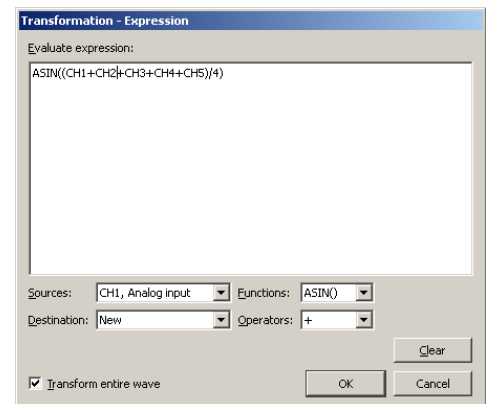 Transformation - Expression
Evaluate expression:
ASIN((CH1+CH2+CH3+CH4+CH5)/4)
Sources: CH1, Analog input Functions: ASIN()
Destination: New Operators: +
Clear
Transform entire wave OK Cancel